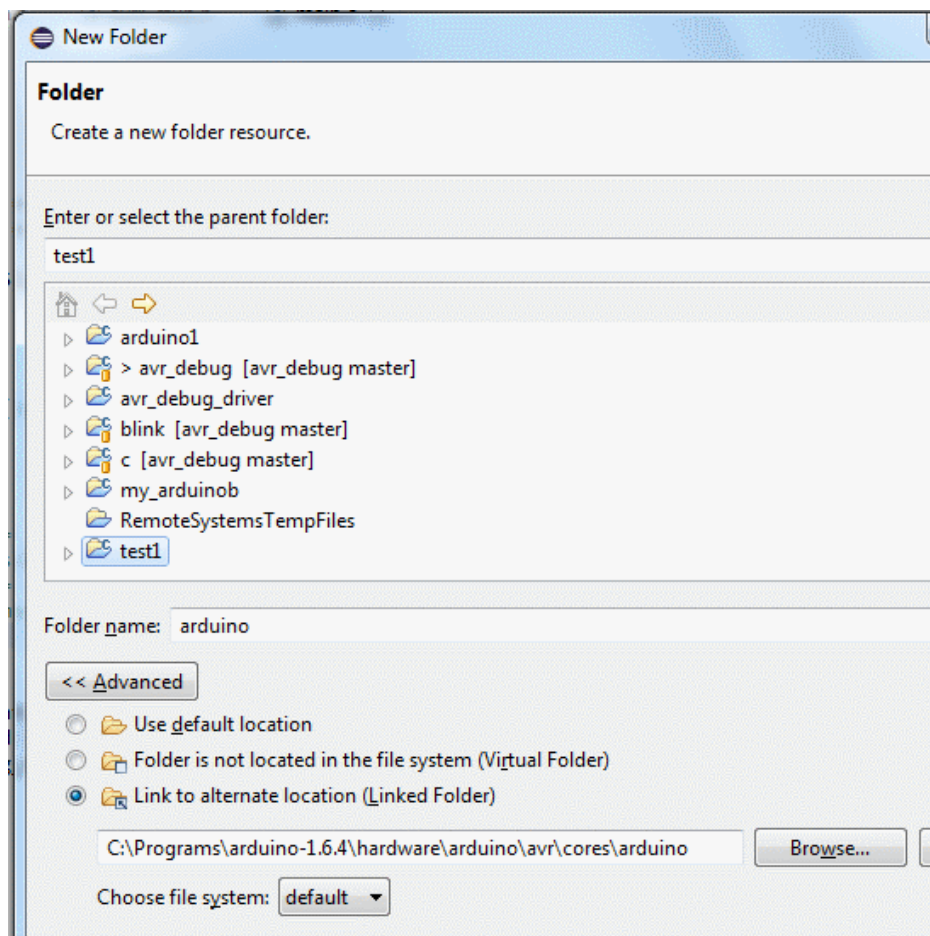 New Folder
Folder
Create a new folder resource.
Enter or select the parent folder:
test1
arduino1
> avr_debug [avr_debug master]
avr_debug_driver
blink [avr_debug master]
c [avr_debug master]
my_arduinob
RemoteSystemsTempFiles
test1
Folder name: arduino
<< Advanced
Use default location
Folder is not located in the file system (Virtual Folder)
Link to alternate location (Linked Folder)
C:\Programs\arduino-1.6.4\hardware\arduino\avr\cores\arduino Browse...
Choose file system: default